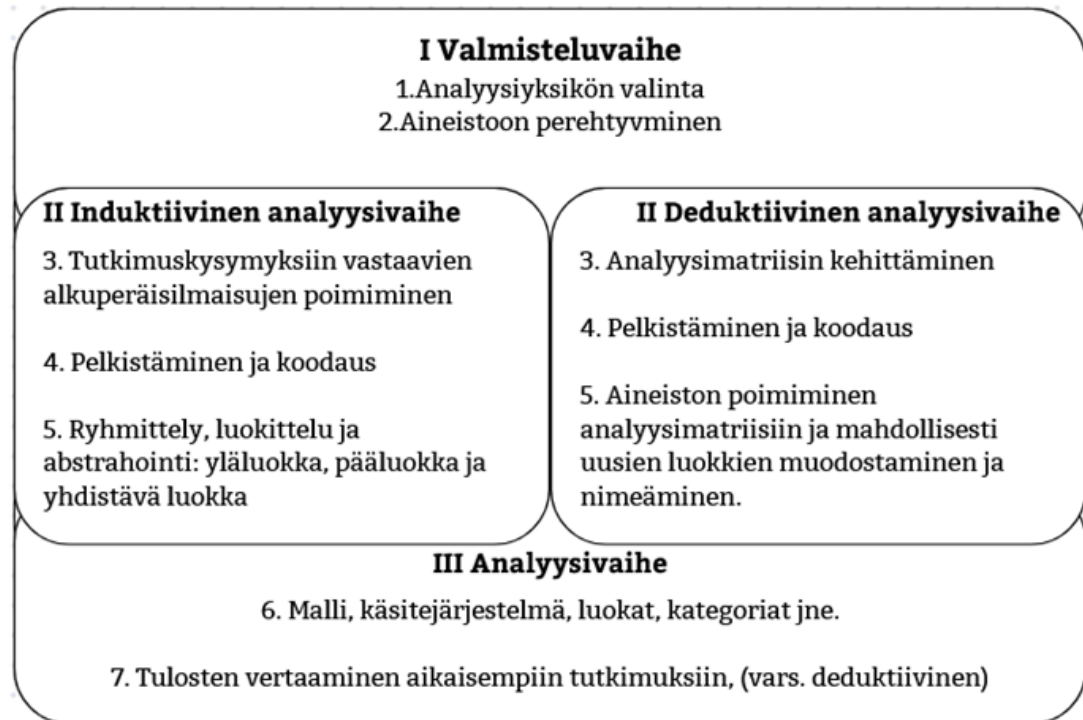 I Valmisteluvaihe
1.Analyysiyksikön valinta
2.Aineistoon perehtyvminen
II Induktiivinen analyysivaihe
3. Tutkimuskysymyksiin vastaavien
alkuperäisilmaisujen poimiminen
4. Pelkistäminen ja koodaus
5. Ryhmittely, luokittelu ja
abstrahointi: yläluokka, pääluokka ja
yhdistävä luokka
II Deduktiivinen analyysivaihe
3. Analyysimatriisin kehittäminen
4. Pelkistäminen ja koodaus
5. Aineiston poimiminen
analyysimatriisiin ja mahdollisesti
uusien luokkien muodostaminen ja
nimeäminen.
III Analyysivaihe
6. Malli, käsitejärjestelmä, luokat, kategoriat jne.
7. Tulosten vertaaminen aikaisempiin tutkimuksiin, (vars. deduktiivinen)